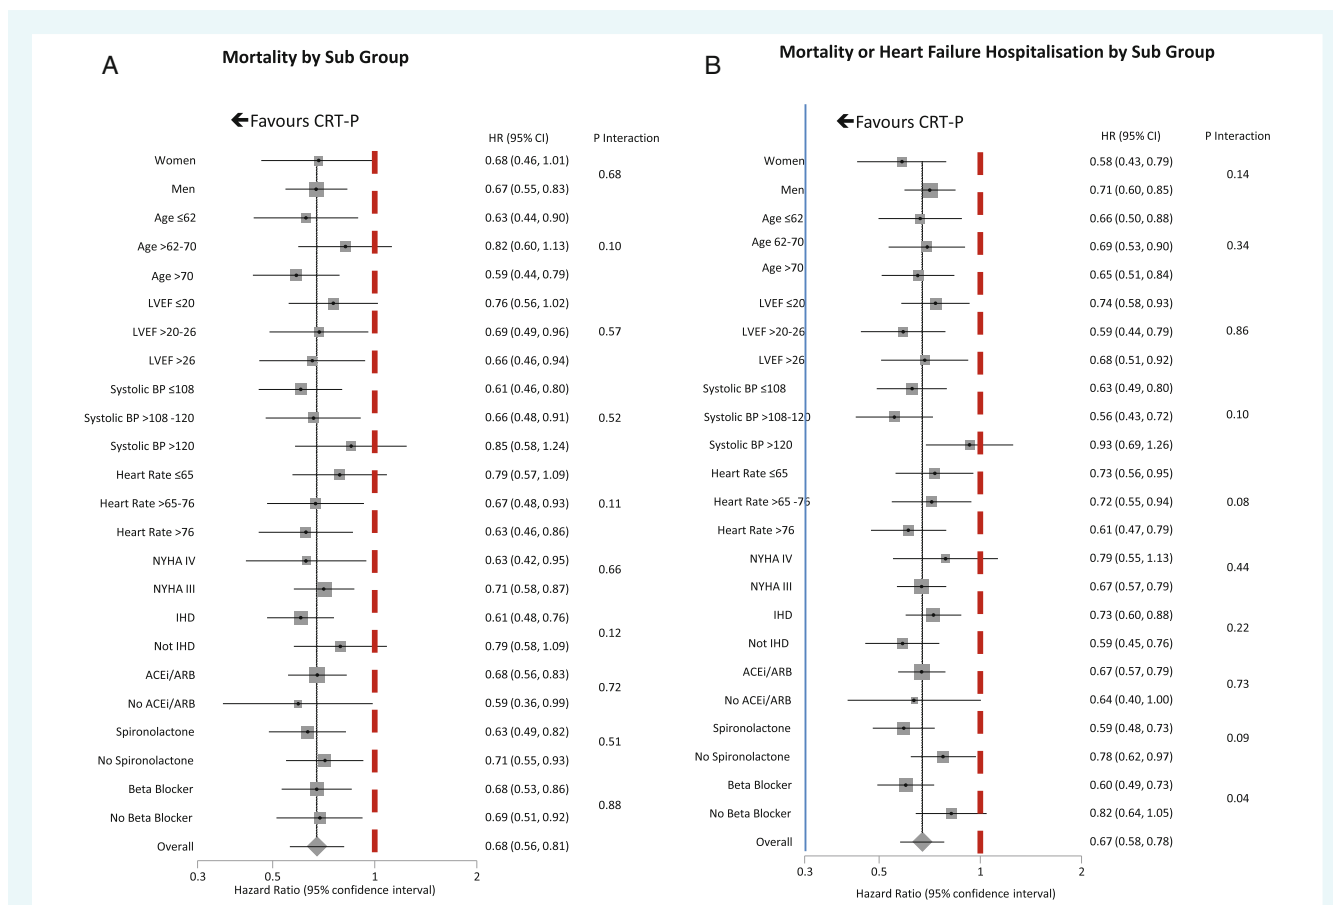 A
Mortality by Sub Group
🡰Favours CRT-P
HR (95% CI) P Interaction
Women 0.68 (0.46, 1.01)
0.68
Men 0.67 (0.55, 0.83)
Age ≤62 0.63 (0.44, 0.90)
Age >62-70 0.82 (0.60, 1.13) 0.10
Age >70 0.59 (0.44, 0.79)
LVEF ≤20 0.76 (0.56, 1.02)
LVEF >20-26 0.69 (0.49, 0.96) 0.57
LVEF >26 0.66 (0.46, 0.94)
Systolic BP ≤108 0.61 (0.46, 0.80)
Systolic BP >108 -120 0.66 (0.48, 0.91) 0.52
Systolic BP >120 0.85 (0.58, 1.24)
Heart Rate ≤65 0.79 (0.57, 1.09)
Heart Rate >65-76 0.67 (0.48, 0.93) 0.11
Heart Rate >76 0.63 (0.46, 0.86)
NYHA IV 0.63 (0.42, 0.95)
0.66
NYHA III 0.71 (0.58, 0.87)
IHD 0.61 (0.48, 0.76)
0.12
Not IHD 0.79 (0.58, 1.09)
ACEi/ARB 0.68 (0.56, 0.83)
0.72
No ACEi/ARB 0.59 (0.36, 0.99)
Spironolactone 0.63 (0.49, 0.82)
0.51
No Spironolactone 0.71 (0.55, 0.93)
Beta Blocker 0.68 (0.53, 0.86)
0.88
No Beta Blocker 0.69 (0.51, 0.92)
Overall 0.68 (0.56, 0.81)
0.3 0.5 1 2
Hazard Ratio (95% confidence interval)
B
Mortality or Heart Failure Hospitalisation by Sub Group
🡰Favours CRT-P
HR (95% CI) P Interaction
Women 0.58 (0.43, 0.79)
0.14
Men 0.71 (0.60, 0.85)
Age ≤62 0.66 (0.50, 0.88)
Age 62-70 0.69 (0.53, 0.90) 0.34
Age >70 0.65 (0.51, 0.84)
LVEF ≤20 0.74 (0.58, 0.93)
LVEF >20-26 0.59 (0.44, 0.79) 0.86
LVEF >26 0.68 (0.51, 0.92)
Systolic BP ≤108 0.63 (0.49, 0.80)
Systolic BP >108-120 0.56 (0.43, 0.72) 0.10
Systolic BP >120 0.93 (0.69, 1.26)
Heart Rate ≤65 0.73 (0.56, 0.95)
Heart Rate >65 -76 0.72 (0.55, 0.94) 0.08
Heart Rate >76 0.61 (0.47, 0.79)
NYHA IV 0.79 (0.55, 1.13)
0.44
NYHA III 0.67 (0.57, 0.79)
IHD 0.73 (0.60, 0.88)
0.22
Not IHD 0.59 (0.45, 0.76)
ACEi/ARB 0.67 (0.57, 0.79)
0.73
No ACEi/ARB 0.64 (0.40, 1.00)
Spironolactone 0.59 (0.48, 0.73)
0.09
No Spironolactone 0.78 (0.62, 0.97)
Beta Blocker 0.60 (0.49, 0.73)
0.04
No Beta Blocker 0.82 (0.64, 1.05)
Overall 0.67 (0.58, 0.78)
0.3 0.5 1 2
Hazard Ratio (95% confidence interval)